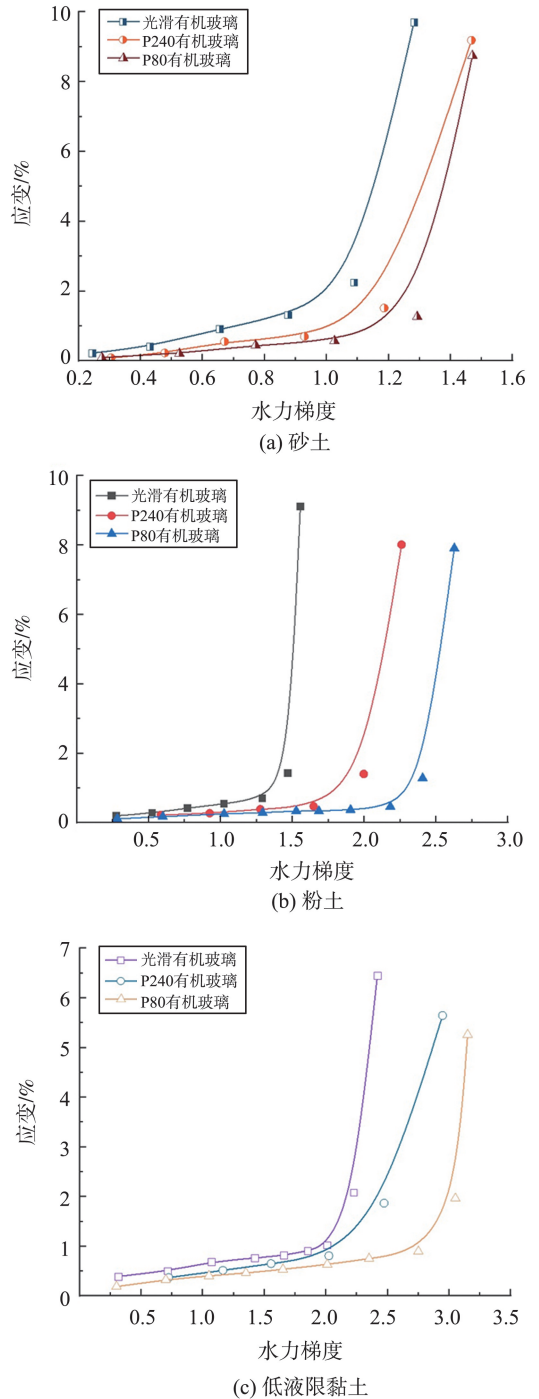 10
8
6
4
2
0
应变/%
光滑有机玻璃
P240有机玻璃
P80有机玻璃
0.2 0.4 0.6 0.8 1.0 1.2 1.4 1.6
水力梯度
(a) 砂土
10
8
6
4
2
0
应变/%
光滑有机玻璃
P240有机玻璃
P80有机玻璃
0.5 1.0 1.5 2.0 2.5 3.0
水力梯度
(b) 粉土
7
6
5
4
3
2
1
0
应变/%
光滑有机玻璃
P240有机玻璃
P80有机玻璃
0.5 1.0 1.5 2.0 2.5 3.0 3.5
水力梯度
(c) 低液限黏土